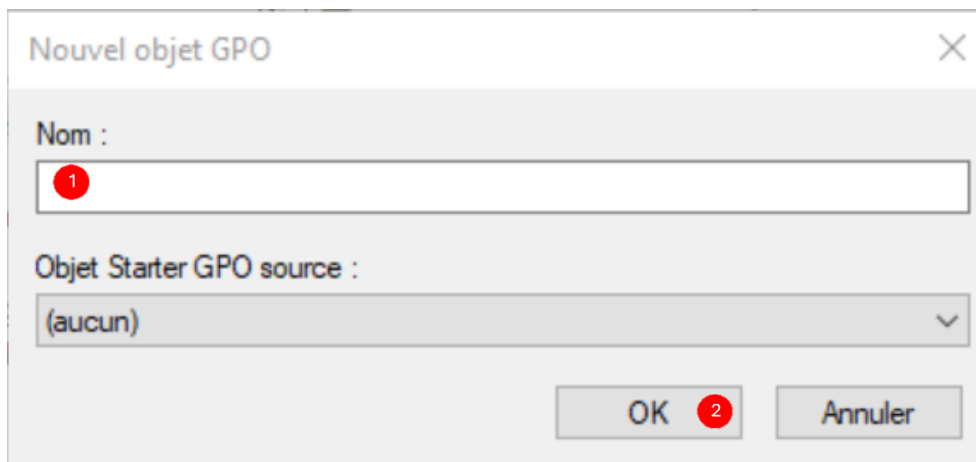 Nouvel objet GPO
Nom :
1
Objet Starter GPO source :
(aucun)
OK 2 Annuler